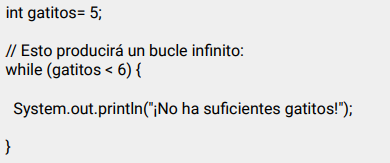 int gatitos= 5;
// Esto producirá un bucle infinito:
while (gatitos < 6) {
System.out.println("¡No ha suficientes gatitos!");
}